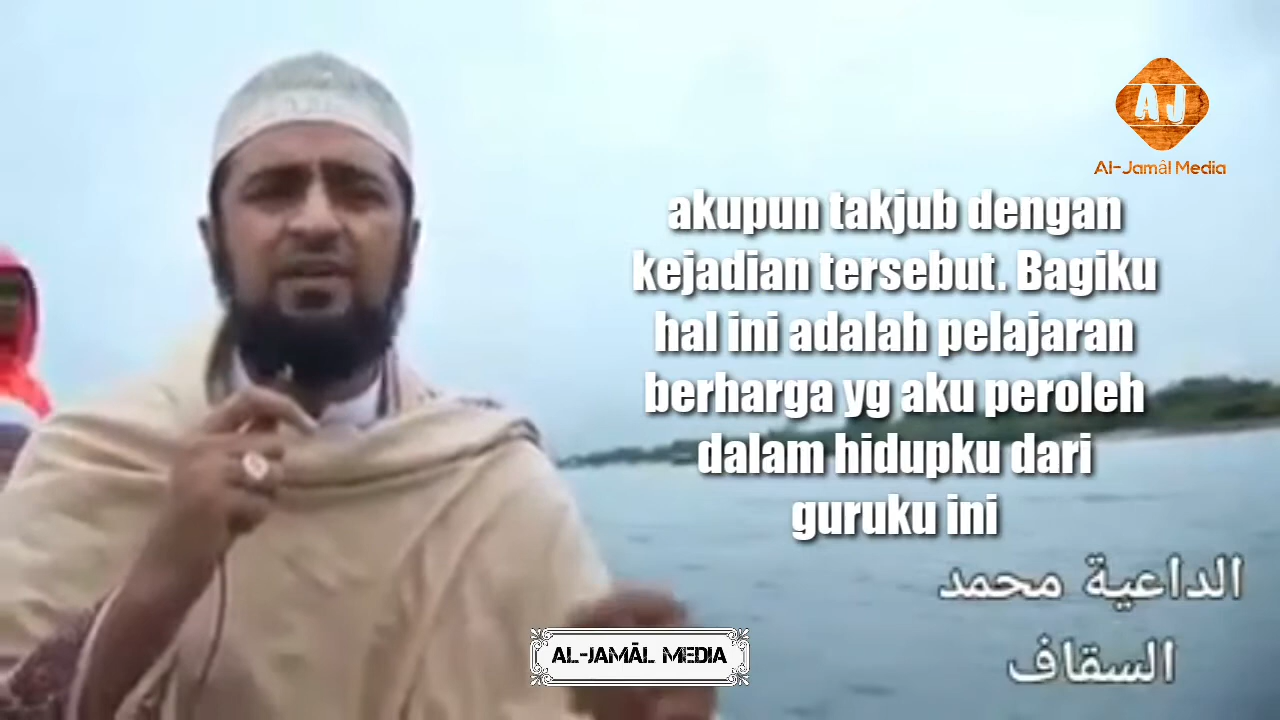 AJ
Al-Jamâl Media
akupun takjub dengan
kejadian tersebut. Bagiku
hal ini adalah pelajaran
berharga yg aku peroleh
dalam hidupku dari
guruku ini
الداعية محمد
السقاف
AL-JAMĀL MEDIA